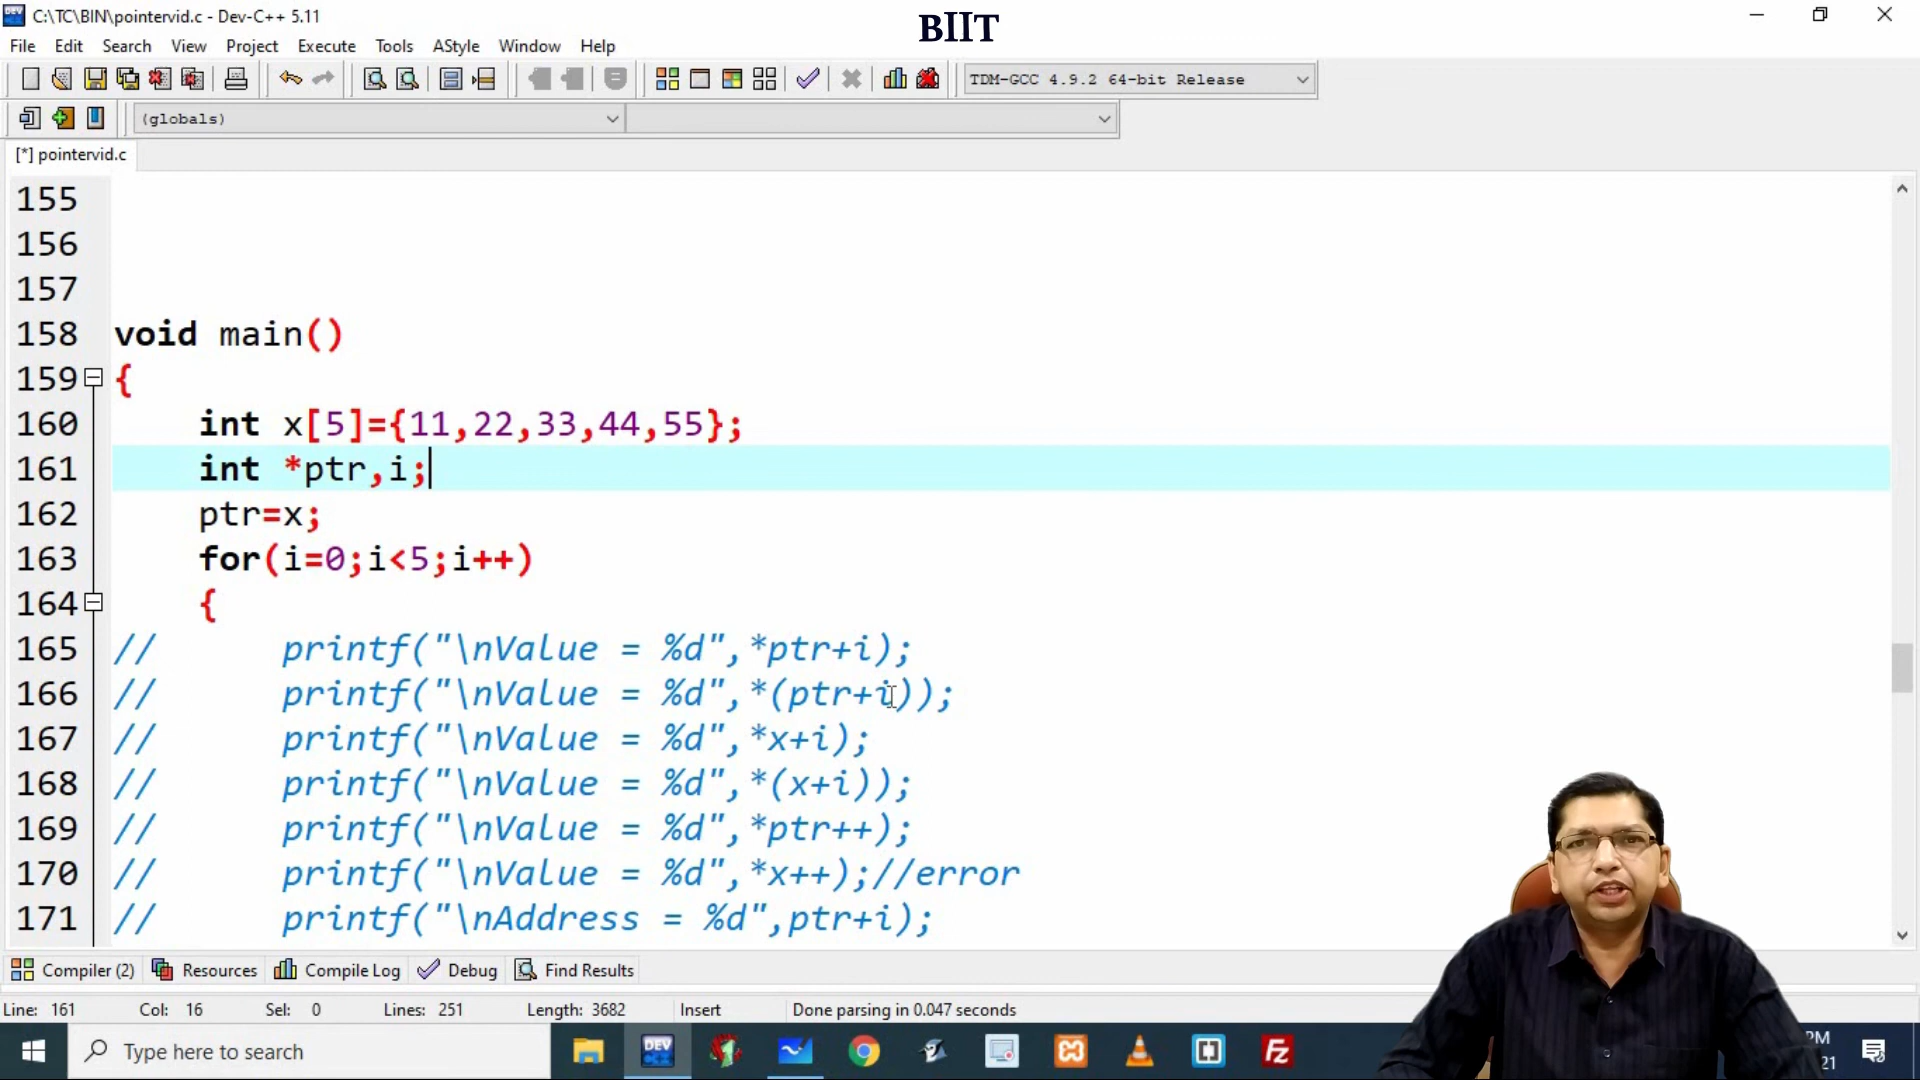 C:\TC\BIN\pointervid.c - Dev-C++ 5.11
BIIT
File Edit Search View Project Execute Tools AStyle Window Help
TDM-GCC 4.9.2 64-bit Release
(globals)
[*] pointervid.c
155
156
157
158 void main()
159 {
160 int x[5]={11,22,33,44,55};
161 int *ptr,i;
162 ptr=x;
163 for(i=0;i<5;i++)
164 {
165 // printf("\nValue = %d",*ptr+i);
166 // printf("\nValue = %d",*(ptr+i));
167 // printf("\nValue = %d",*x+i);
168 // printf("\nValue = %d",*(x+i));
169 // printf("\nValue = %d",*ptr++);
170 // printf("\nValue = %d",*x++);//error
171 // printf("\nAddress = %d",ptr+i);
Compiler (2) Resources Compile Log Debug Find Results
Line: 161 Col: 16 Sel: 0 Lines: 251 Length: 3682 Insert Done parsing in 0.047 seconds
Type here to search
DEV
Fz
PM
21